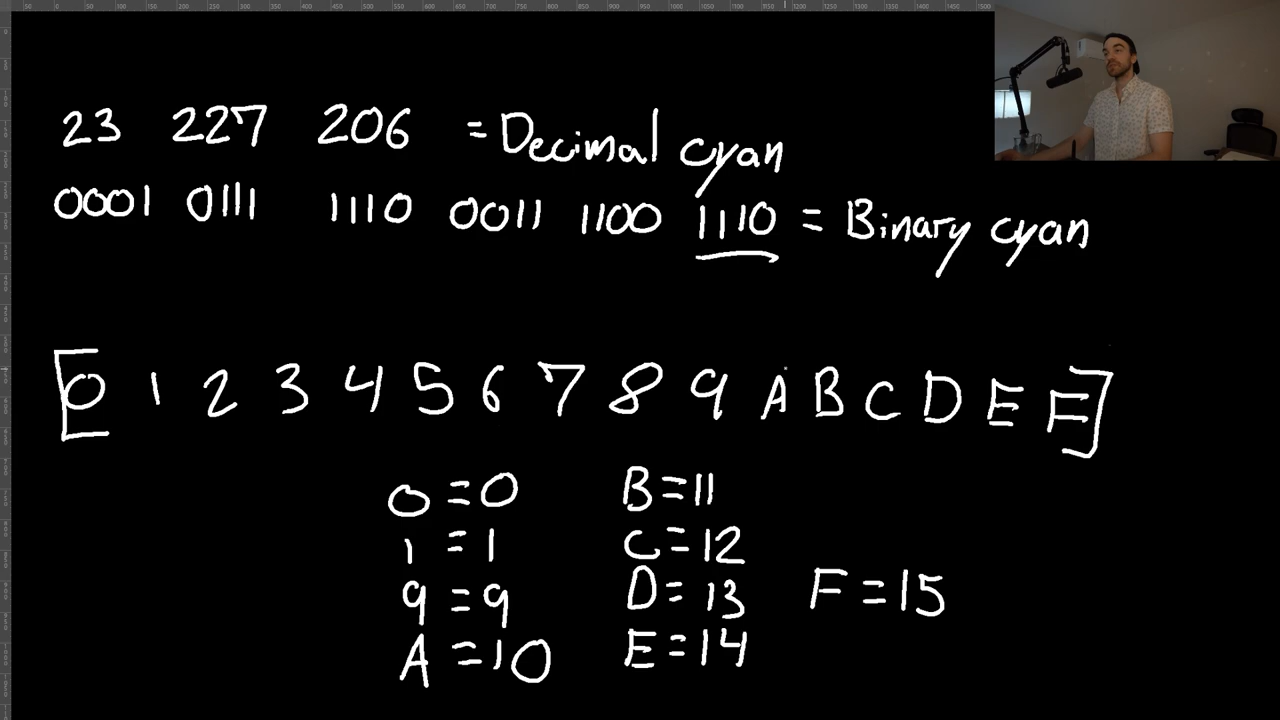 23 227 206 = Decimal cyan
0001 0111 1110 0011 1100 1110 = Binary cyan
[0 1 2 3 4 5 6 7 8 9 A B C D E F]
0 = 0 B = 11
1 = 1 C = 12
9 = 9 D = 13 F = 15
A = 10 E = 14